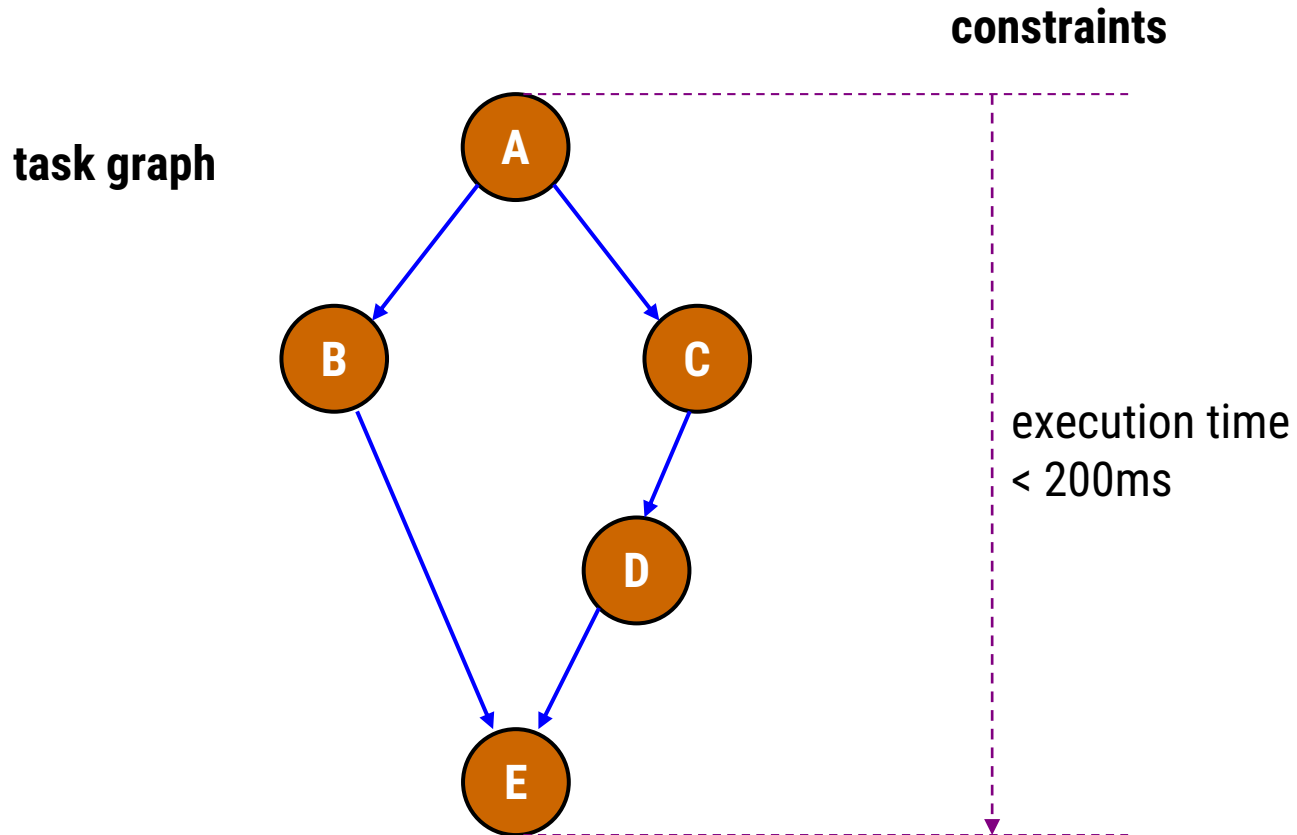 constraints
task graph
A
B
C
execution time
< 200ms
D
E